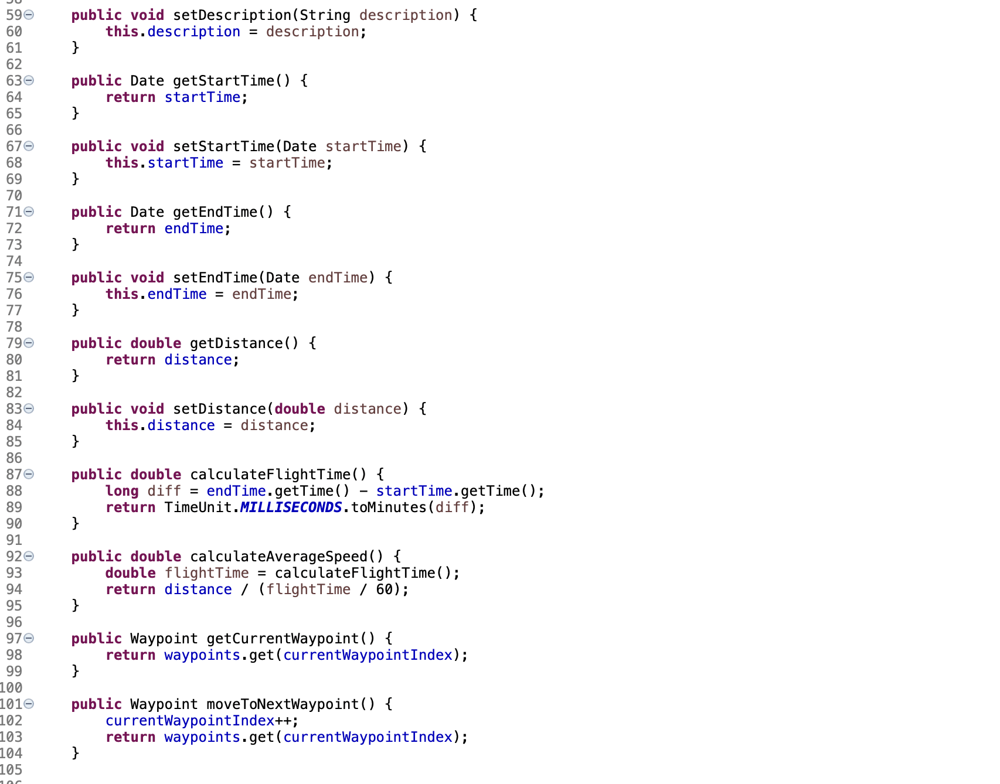 59 public void setDescription(String description) {
60 this.description = description;
61 }
62
63 public Date getStartTime() {
64 return startTime;
65 }
66
67 public void setStartTime(Date startTime) {
68 this.startTime = startTime;
69 }
70
71 public Date getEndTime() {
72 return endTime;
73 }
74
75 public void setEndTime(Date endTime) {
76 this.endTime = endTime;
77 }
78
79 public double getDistance() {
80 return distance;
81 }
82
83 public void setDistance(double distance) {
84 this.distance = distance;
85 }
86
87 public double calculateFlightTime() {
88 long diff = endTime.getTime() - startTime.getTime();
89 return TimeUnit.MILLISECONDS.toMinutes(diff);
90 }
91
92 public double calculateAverageSpeed() {
93 double flightTime = calculateFlightTime();
94 return distance / (flightTime / 60);
95 }
96
97 public Waypoint getCurrentWaypoint() {
98 return waypoints.get(currentWaypointIndex);
99 }
100
101 public Waypoint moveToNextWaypoint() {
102 currentWaypointIndex++;
103 return waypoints.get(currentWaypointIndex);
104 }
105